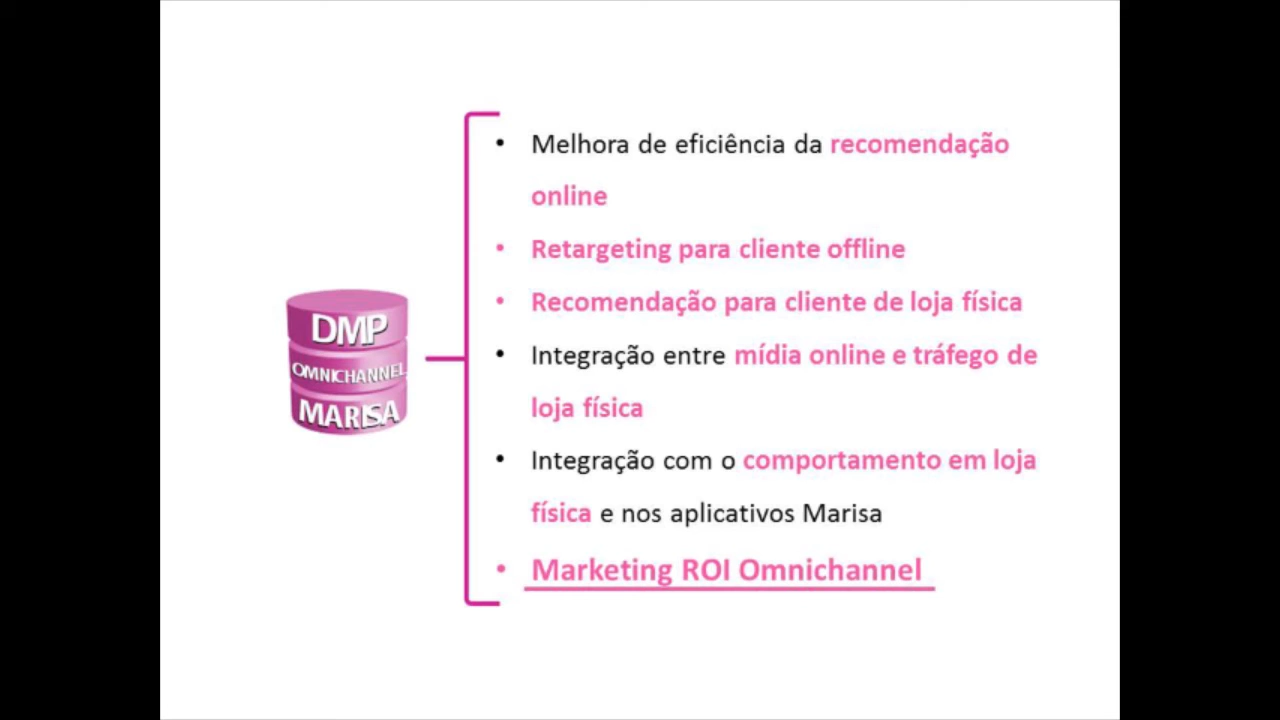 DMP
OMNICHANNEL
MARISA
• Melhora de eficiência da recomendação
online
• Retargeting para cliente offline
• Recomendação para cliente de loja física
• Integração entre mídia online e tráfego de
loja física
• Integração com o comportamento em loja
física e nos aplicativos Marisa
• Marketing ROI Omnichannel